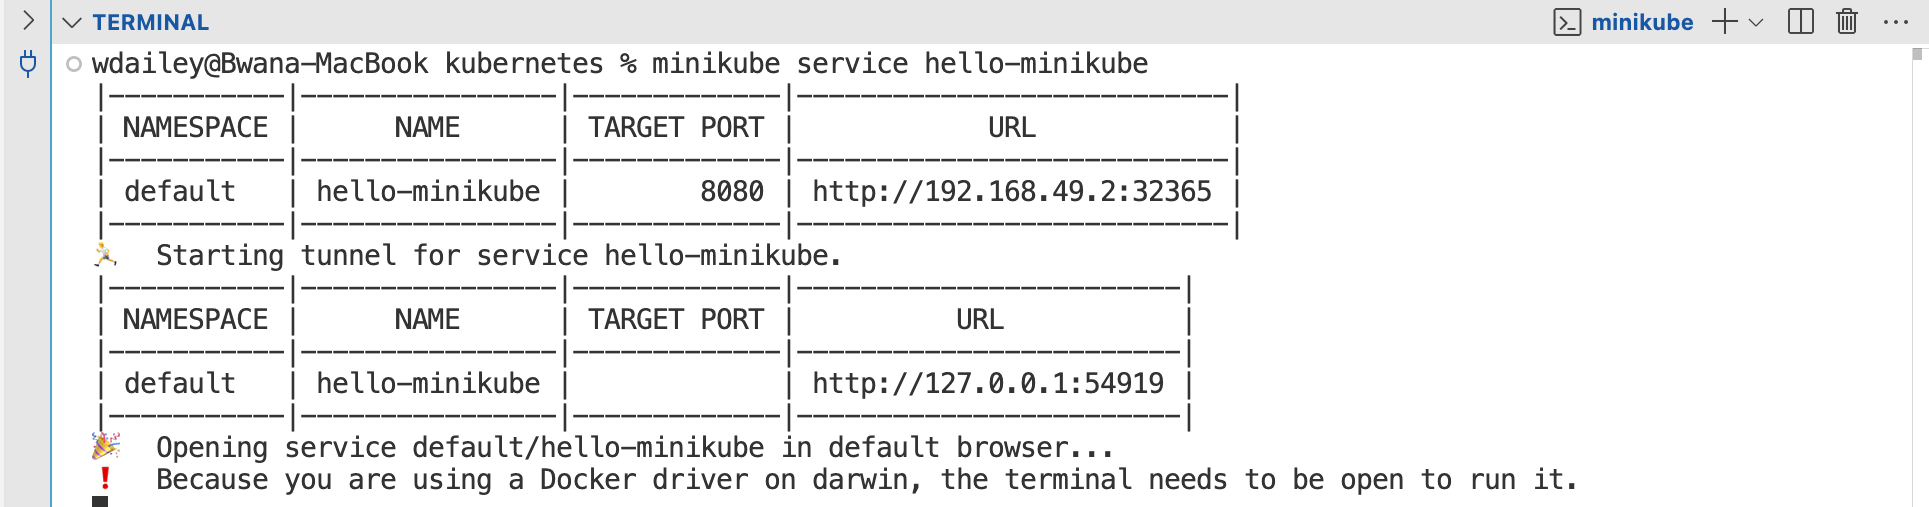 TERMINAL
minikube
wdailey@Bwana-MacBook kubernetes % minikube service hello-minikube
|-----------|----------------|-------------|---------------------------|
| NAMESPACE |      NAME      | TARGET PORT |            URL            |
|-----------|----------------|-------------|---------------------------|
| default   | hello-minikube |        8080 | http://192.168.49.2:32365 |
|-----------|----------------|-------------|---------------------------|
🏃  Starting tunnel for service hello-minikube.
|-----------|----------------|-------------|------------------------|
| NAMESPACE |      NAME      | TARGET PORT |          URL           |
|-----------|----------------|-------------|------------------------|
| default   | hello-minikube |             | http://127.0.0.1:54919 |
|-----------|----------------|-------------|------------------------|
🎉  Opening service default/hello-minikube in default browser...
❗  Because you are using a Docker driver on darwin, the terminal needs to be open to run it.